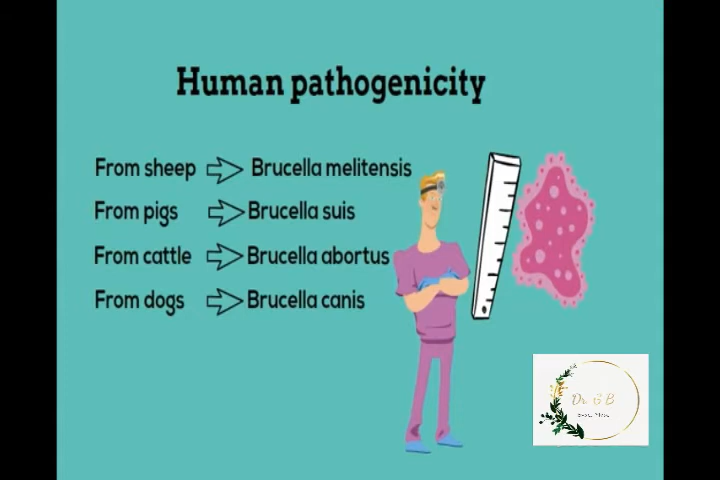 Human pathogenicity
From sheep Brucella melitensis
From pigs Brucella suis
From cattle Brucella abortus
From dogs Brucella canis
Dr. G B